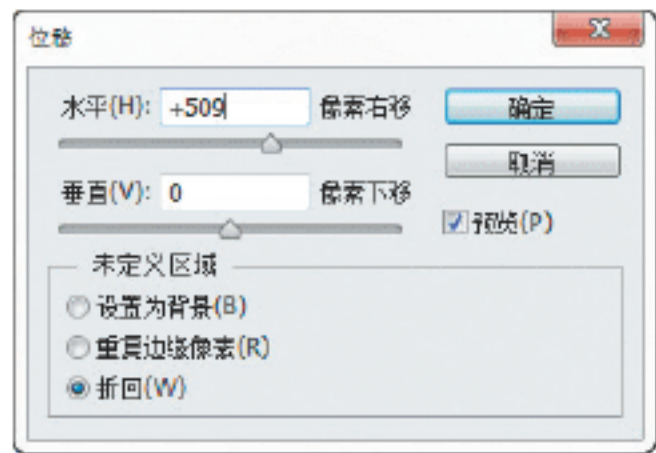 位移
水平(H): +509 像素右移
确定
取消
垂直(V): 0 像素下移
预览(P)
未定义区域
设置为背景(B)
重复边缘像素(R)
折回(W)